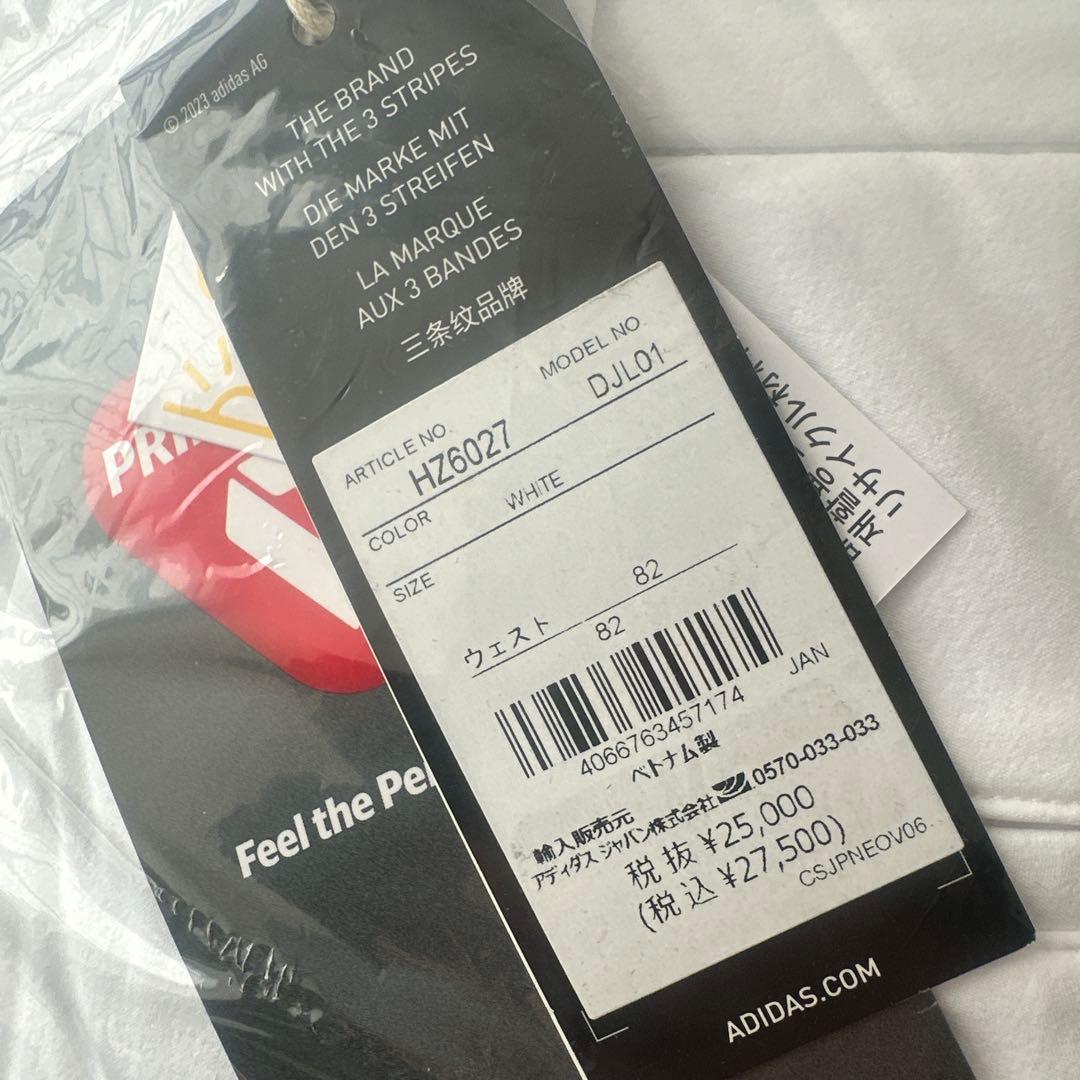 © 2023 adidas AG
THE BRAND
WITH THE 3 STRIPES
DIE MARKE MIT
DEN 3 STREIFEN
LA MARQUE
AUX 3 BANDES
三条纹品牌
ARTICLE NO.
HZ6027
MODEL NO.
DJL01
COLOR
WHITE
SIZE
82
ウェスト 82
4066763457174
JAN
ベトナム製
輸入販売元
アディダス ジャパン株式会社
0570-033-033
税抜 ¥25,000
(税込 ¥27,500)
CSJPNEOV06
ADIDAS.COM
Feel the